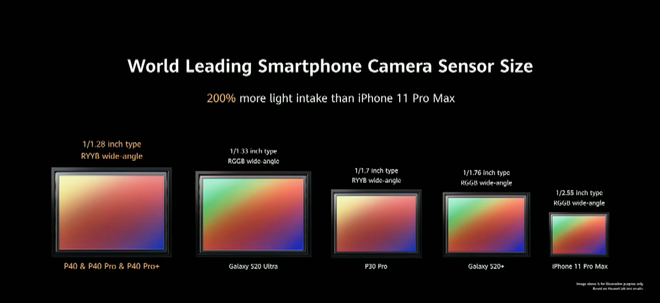 World Leading Smartphone Camera Sensor Size
200% more light intake than iPhone 11 Pro Max
1/1.28 inch type
RYYB wide-angle
1/1.33 inch type
RGGB wide-angle
1/1.7 inch type
RYYB wide-angle
1/1.76 inch type
RGGB wide-angle
1/2.55 inch type
RGGB wide-angle
P40 & P40 Pro & P40 Pro+
Galaxy S20 Ultra
P30 Pro
Galaxy S20+
iPhone 11 Pro Max
Image above is for illustration purpose only.
Based on Huawei lab test results.